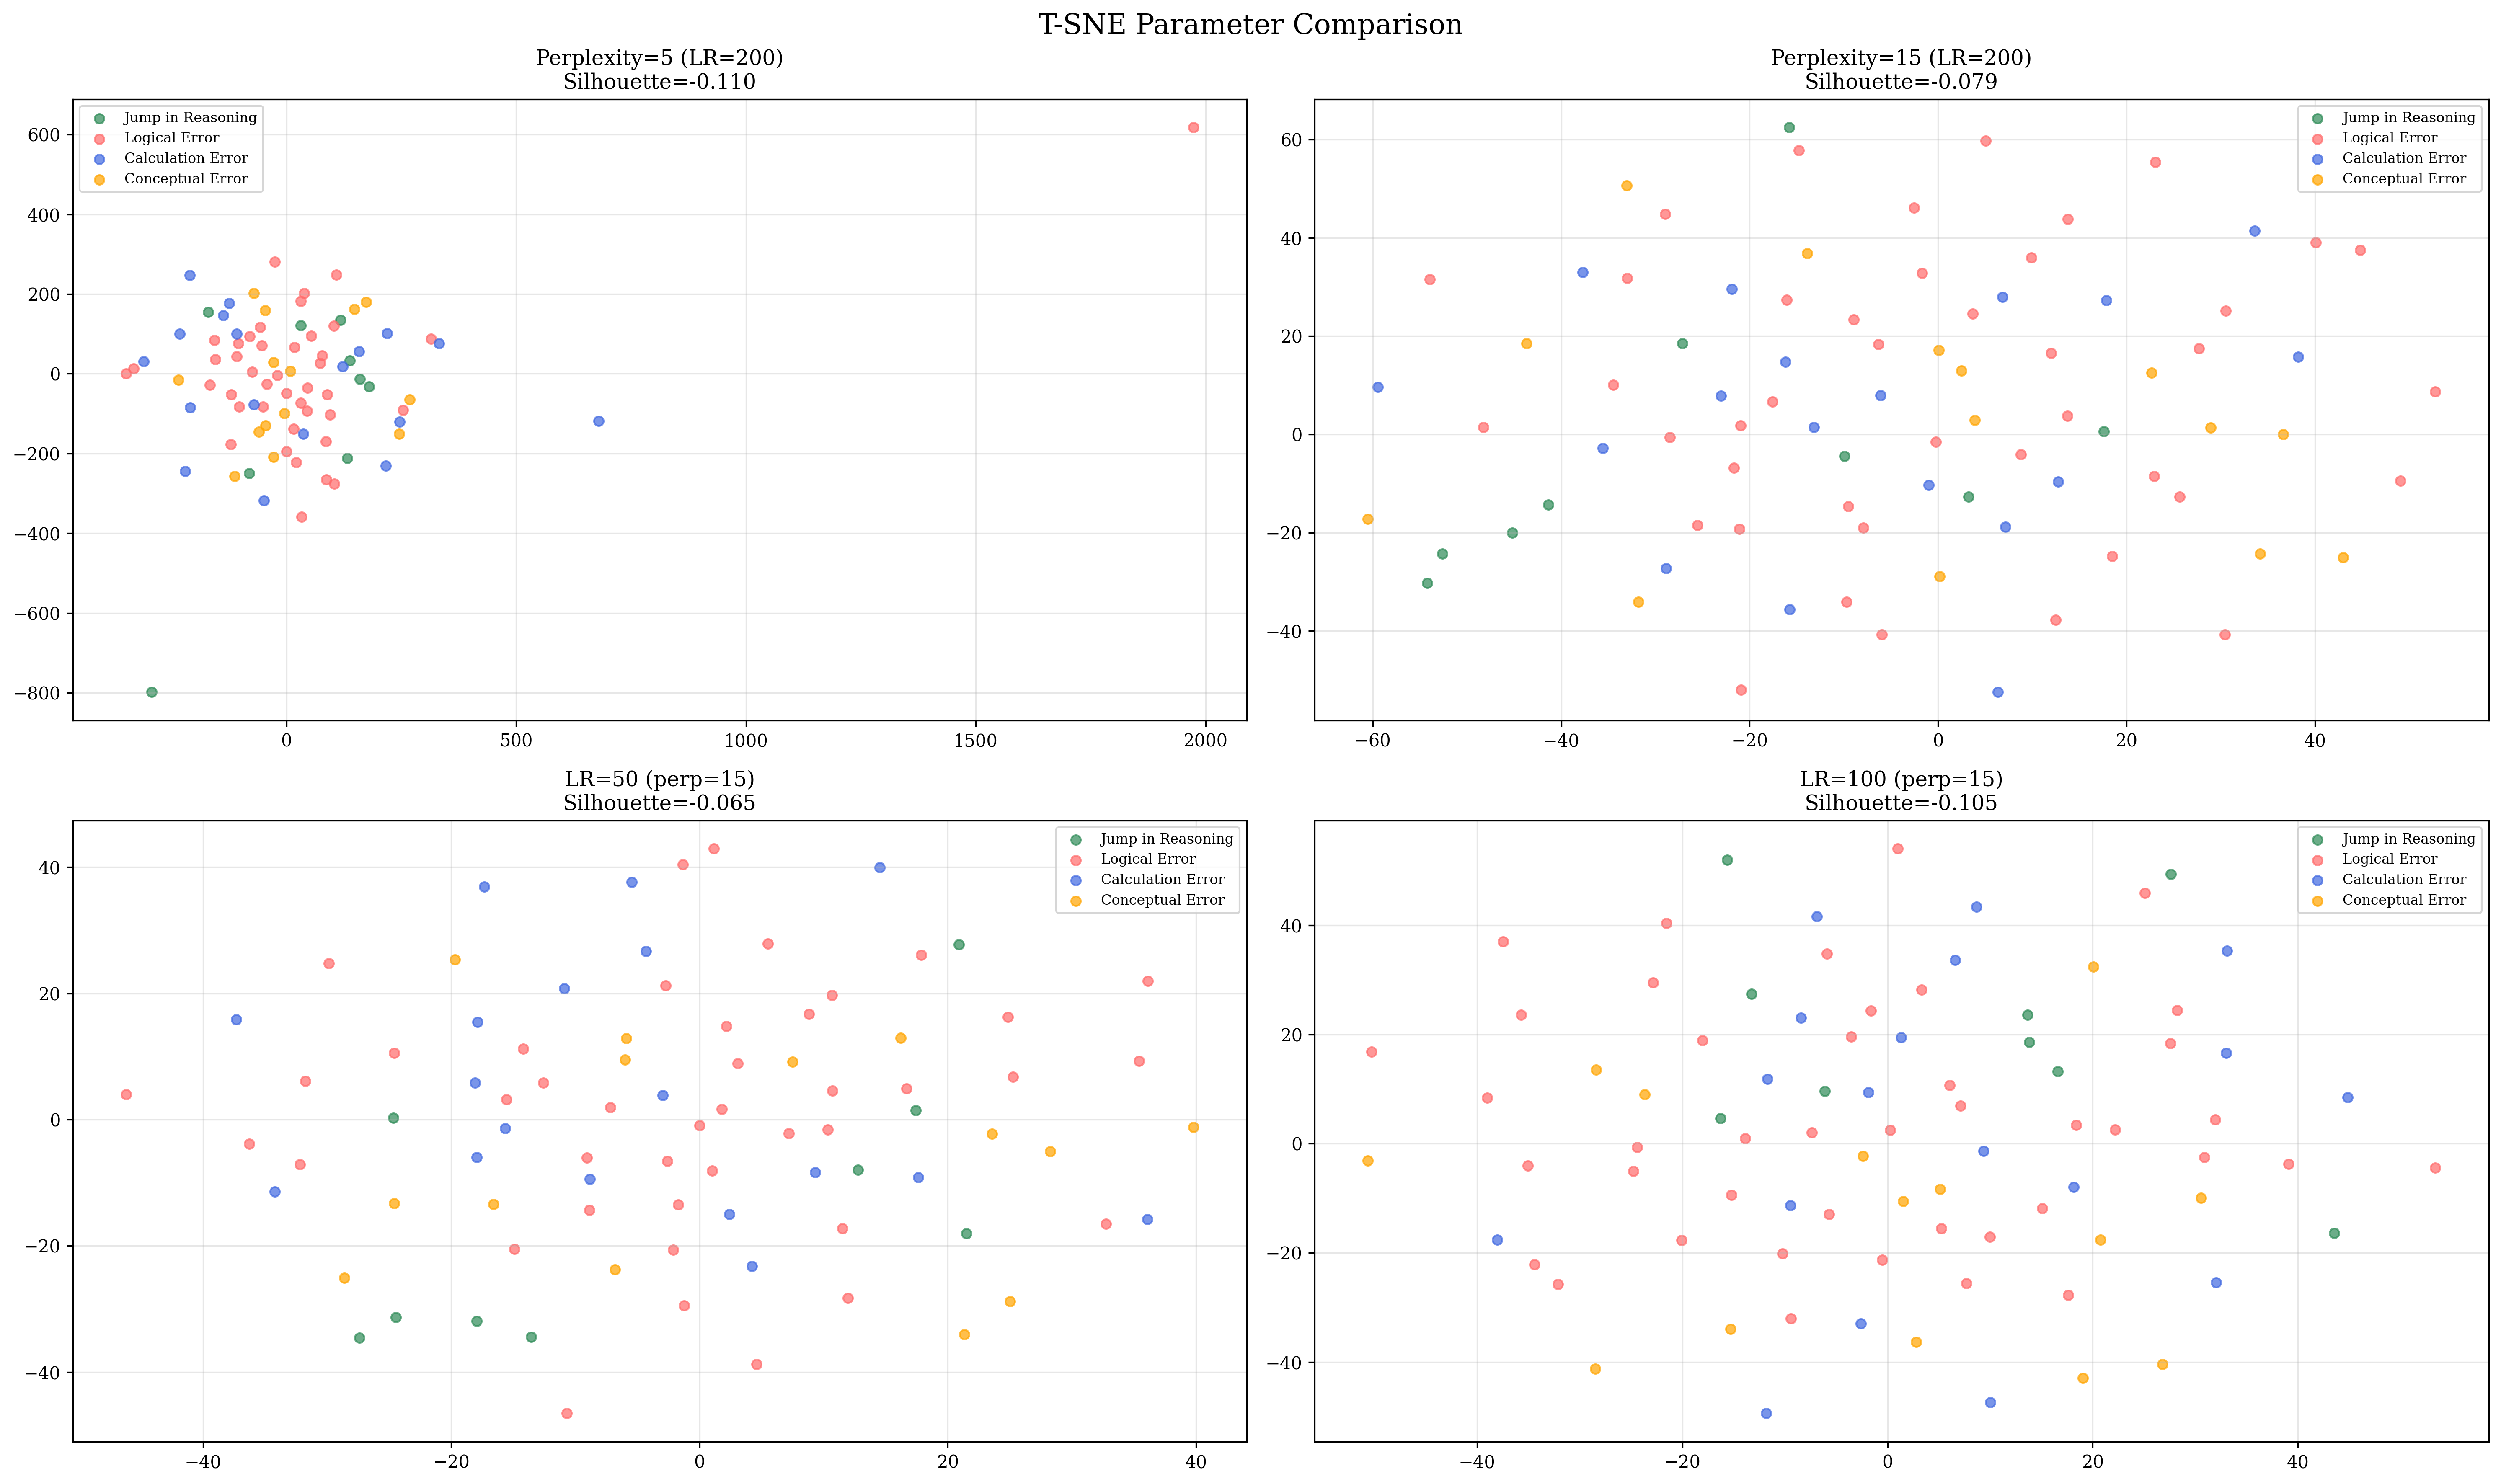 T-SNE Parameter Comparison
Perplexity=5 (LR=200)
Silhouette=-0.110
Jump in Reasoning
Logical Error
Calculation Error
Conceptual Error
600
400
200
0
−200
−400
−600
−800
0
500
1000
1500
2000
Perplexity=15 (LR=200)
Silhouette=-0.079
Jump in Reasoning
Logical Error
Calculation Error
Conceptual Error
60
40
20
0
−20
−40
−60
−40
−20
0
20
40
LR=50 (perp=15)
Silhouette=-0.065
Jump in Reasoning
Logical Error
Calculation Error
Conceptual Error
40
20
0
−20
−40
−40
−20
0
20
40
LR=100 (perp=15)
Silhouette=-0.105
Jump in Reasoning
Logical Error
Calculation Error
Conceptual Error
40
20
0
−20
−40
−40
−20
0
20
40